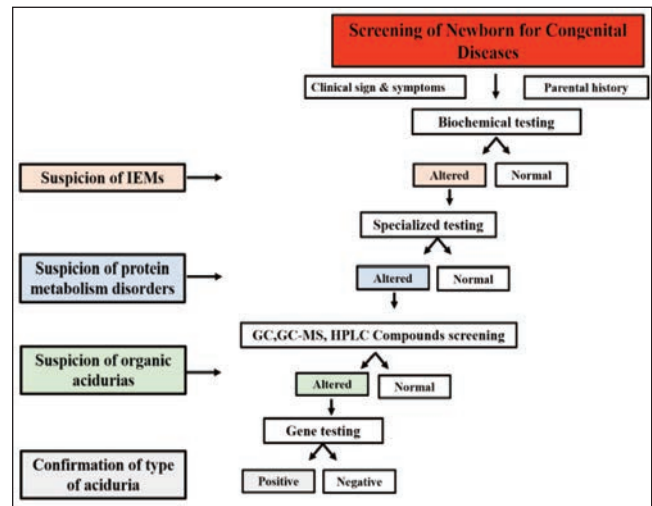 Screening of Newborn for Congenital
Diseases
Clinical sign & symptoms
Parental history
Biochemical testing
Suspicion of IEMs
Altered
Normal
Specialized testing
Suspicion of protein
metabolism disorders
Altered
Normal
GC,GC-MS, HPLC Compounds screening
Suspicion of organic
acidurias
Altered
Normal
Gene testing
Confirmation of type
of aciduria
Positive
Negative